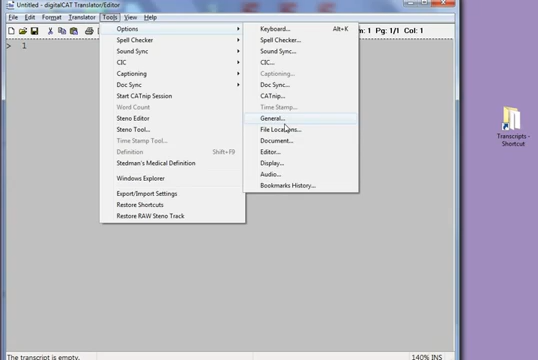 Untitled - digitalCAT Translator/Editor
File Edit Format Translator Tools View Help
m: 1 Pg: 1/1 Col: 1
> 1
Options
Spell Checker
Sound Sync
CIC
Captioning
Doc Sync
Start CATnip Session
Word Count
Steno Editor
Steno Tool...
Time Stamp Tool...
Definition Shift+F9
Stedman's Medical Definition
Windows Explorer
Export/Import Settings
Restore Shortcuts
Restore RAW Steno Track
Keyboard... Alt+K
Spell Checker...
Sound Sync...
CIC...
Captioning...
Doc Sync...
CATnip...
Time Stamp...
General...
File Locations...
Document...
Editor...
Display...
Audio...
Bookmarks History...
Transcripts -
Shortcut
The transcript is empty.
140% INS